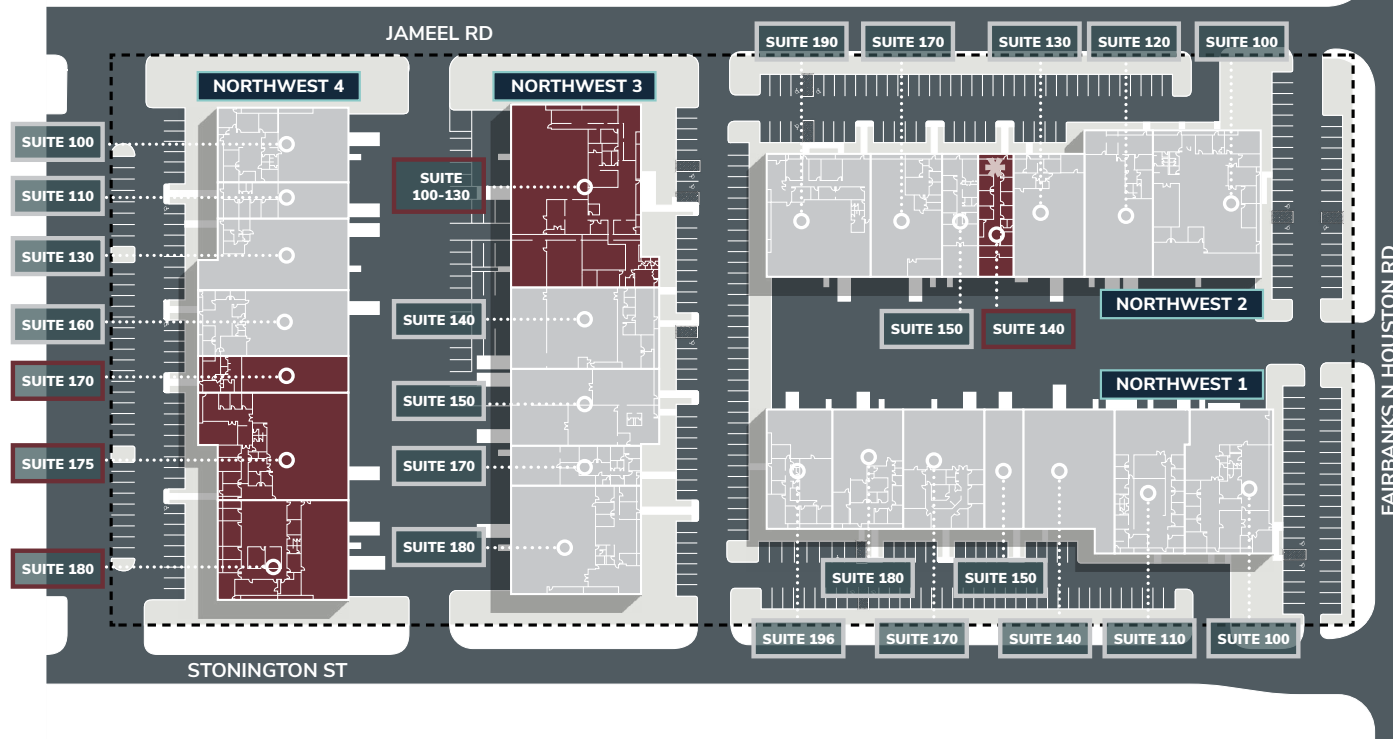 JAMEEL RD
SUITE 190
SUITE 170
SUITE 130
SUITE 120
SUITE 100
NORTHWEST 4
NORTHWEST 3
SUITE 100
SUITE 110
SUITE 130
SUITE 160
SUITE 170
SUITE 175
SUITE 180
SUITE
100-130
SUITE 140
SUITE 150
SUITE 170
SUITE 180
NORTHWEST 2
SUITE 150
SUITE 140
NORTHWEST 1
SUITE 180
SUITE 150
SUITE 196
SUITE 170
SUITE 140
SUITE 110
SUITE 100
FAIRBANKS N HOUSTON RD
STONINGTON ST